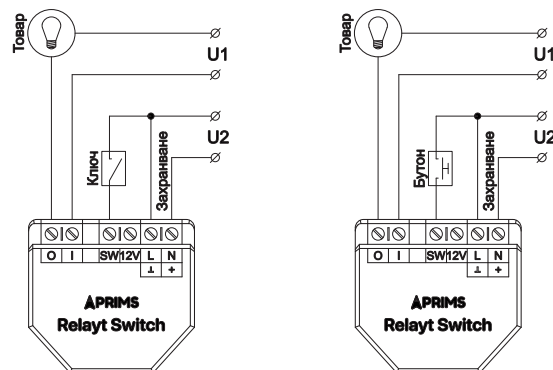 Товар
U1
U2
Ключ
Захранване
O I SW 12V L N
⊥ +
APRIMS
Relayt Switch
Товар
U1
U2
Бутон
Захранване
O I SW 12V L N
⊥ +
APRIMS
Relayt Switch